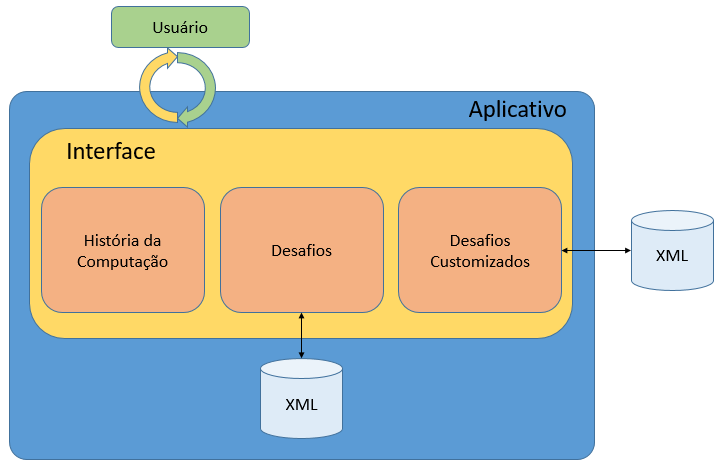 Usuário
Aplicativo
Interface
História da
Computação
Desafios
Desafios
Customizados
XML
XML